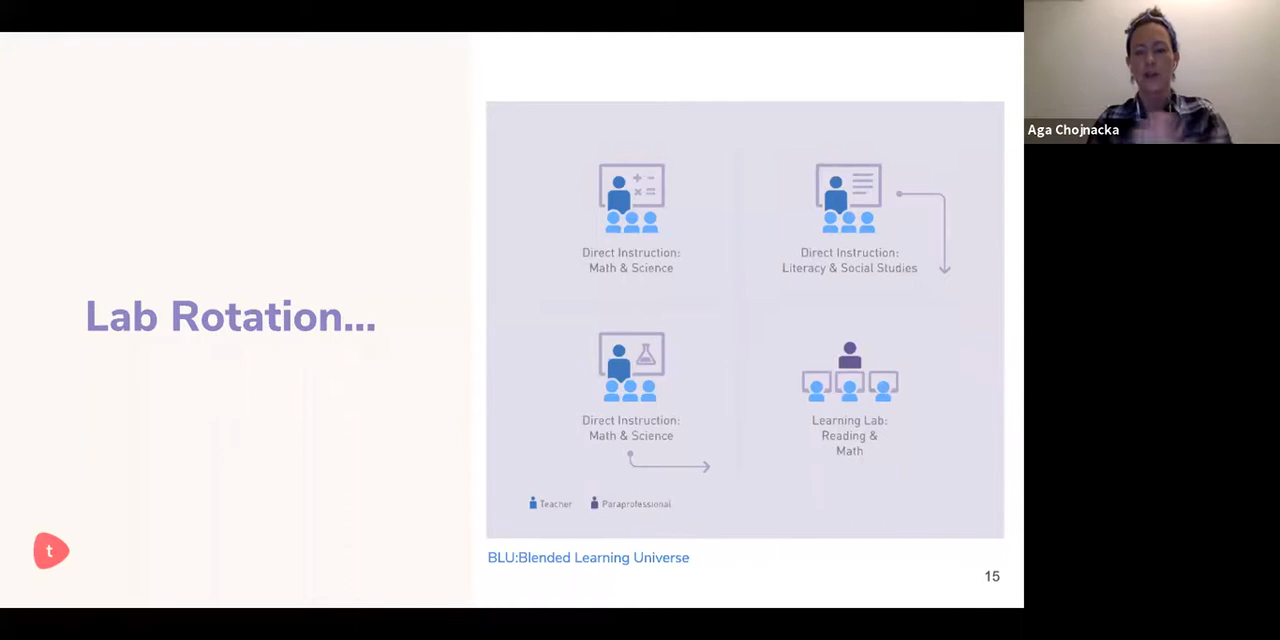 Lab Rotation...
Direct Instruction:
Math & Science
Direct Instruction:
Literacy & Social Studies
Direct Instruction:
Math & Science
Learning Lab:
Reading &
Math
Teacher
Paraprofessional
BLU:Blended Learning Universe
15
t
Aga Chojnacka